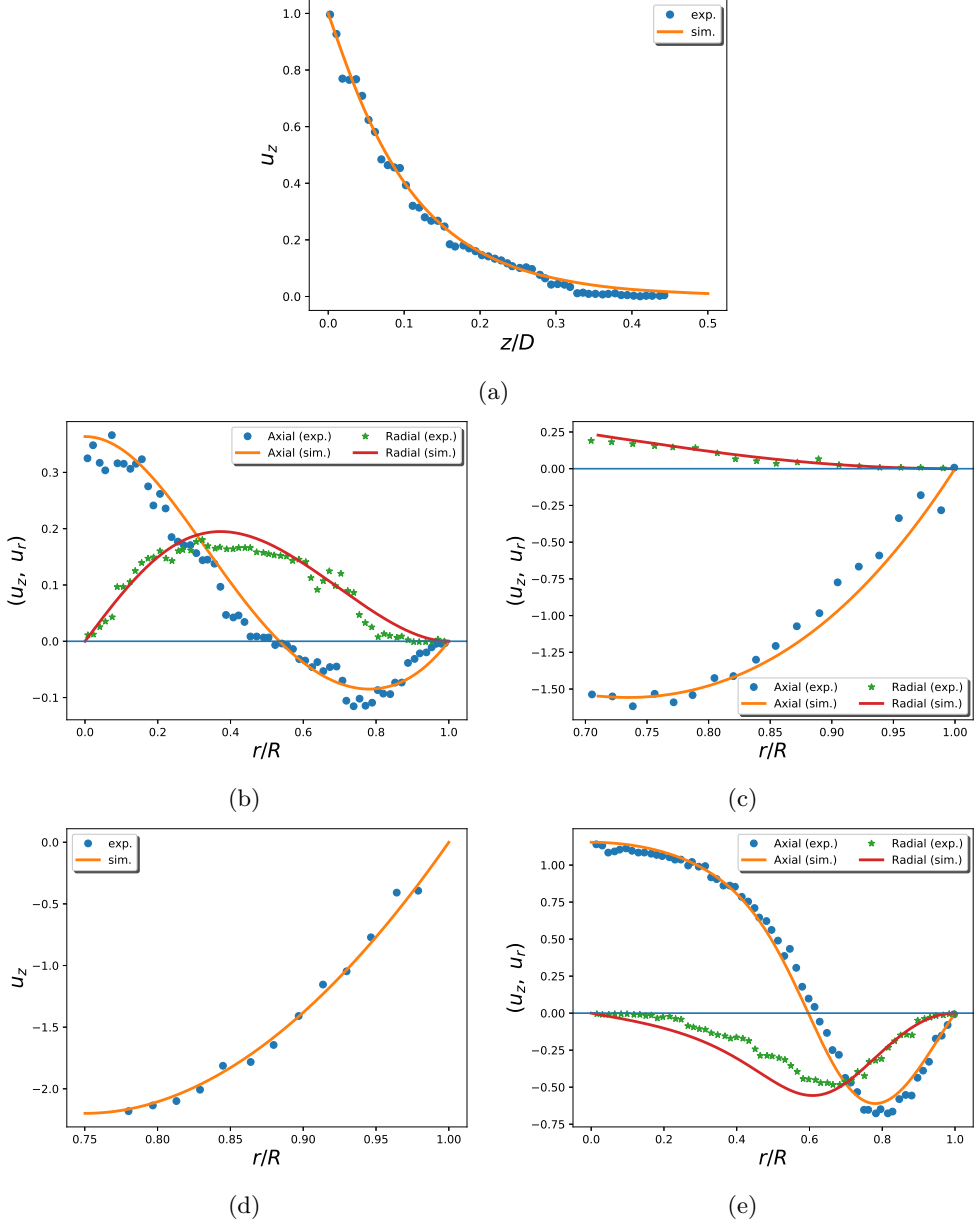 1.0
0.8
0.6
0.4
0.2
0.0
u_z
exp.
sim.
0.0 0.1 0.2 0.3 0.4 0.5
z/D
(a)
0.3
0.2
0.1
0.0
−0.1
(u_z, u_r)
Axial (exp.) Radial (exp.)
Axial (sim.) Radial (sim.)
0.0 0.2 0.4 0.6 0.8 1.0
r/R
(b)
0.25
0.00
−0.25
−0.50
−0.75
−1.00
−1.25
−1.50
(u_z, u_r)
Axial (exp.) Radial (exp.)
Axial (sim.) Radial (sim.)
0.70 0.75 0.80 0.85 0.90 0.95 1.00
r/R
(c)
0.0
−0.5
−1.0
−1.5
−2.0
u_z
exp.
sim.
0.75 0.80 0.85 0.90 0.95 1.00
r/R
(d)
1.00
0.75
0.50
0.25
0.00
−0.25
−0.50
−0.75
(u_z, u_r)
Axial (exp.) Radial (exp.)
Axial (sim.) Radial (sim.)
0.0 0.2 0.4 0.6 0.8 1.0
r/R
(e)